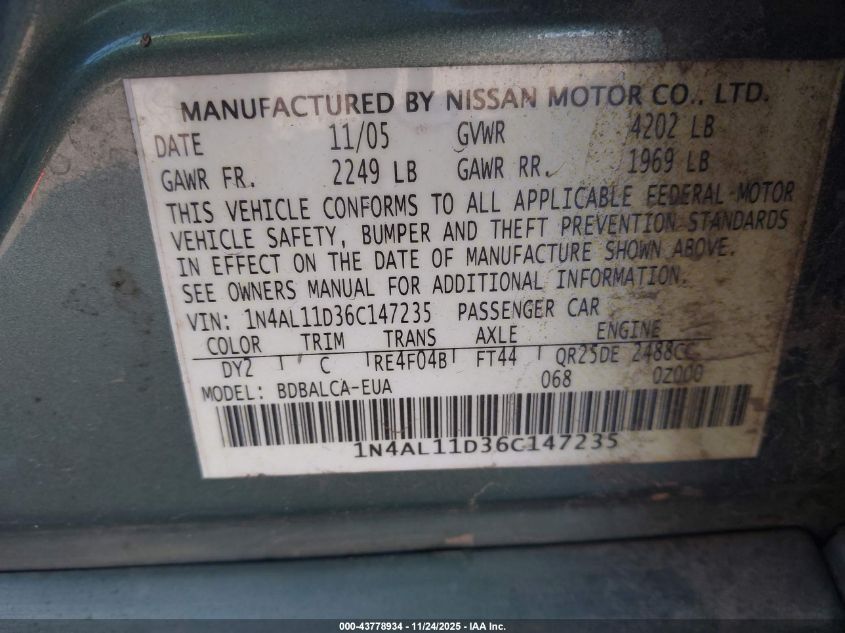 MANUFACTURED BY NISSAN MOTOR CO., LTD.
DATE 11/05 GVWR 4202 LB
GAWR FR. 2249 LB GAWR RR. 1969 LB
THIS VEHICLE CONFORMS TO ALL APPLICABLE FEDERAL MOTOR
VEHICLE SAFETY, BUMPER AND THEFT PREVENTION STANDARDS
IN EFFECT ON THE DATE OF MANUFACTURE SHOWN ABOVE.
SEE OWNERS MANUAL FOR ADDITIONAL INFORMATION.
VIN: 1N4AL11D36C147235 PASSENGER CAR
COLOR TRIM TRANS AXLE ENGINE
DY2 C RE4F04B FT44 QR25DE 2488CC
MODEL: BDBALCA-EUA 068 0Z000
1N4AL11D36C147235
000-43778934 - 11/24/2025 - IAA Inc.